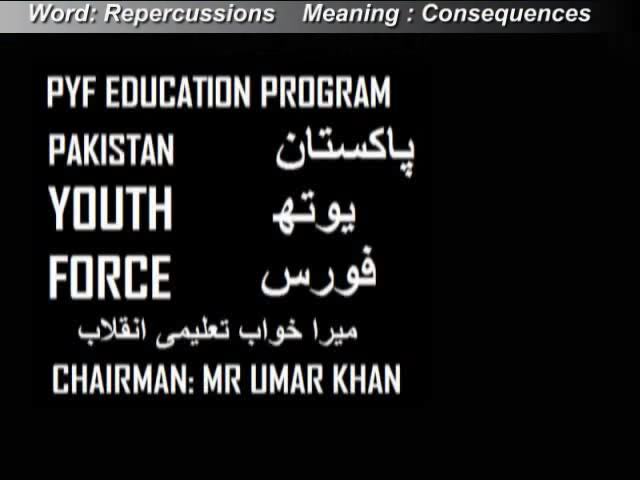 Word: Repercussions Meaning : Consequences
PYF EDUCATION PROGRAM
PAKISTAN پاکستان
YOUTH یوتھ
FORCE فورس
میرا خواب تعلیمی انقلاب
CHAIRMAN: MR UMAR KHAN